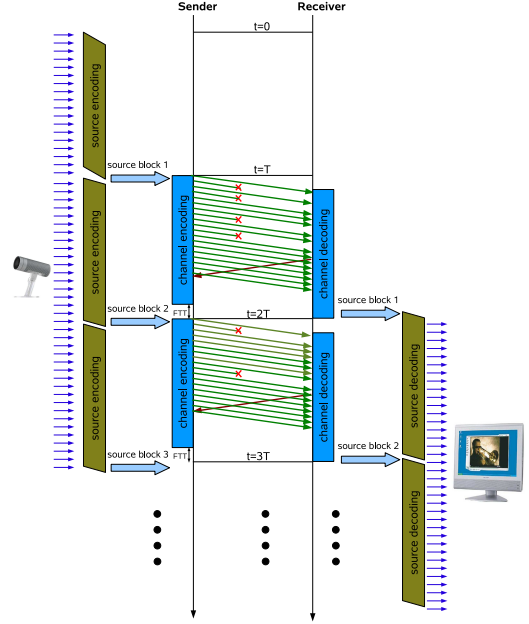 Sender
Receiver
t=0
source encoding
source block 1
t=T
channel encoding
channel decoding
source encoding
source block 2
FTT
t=2T
source block 1
source encoding
channel encoding
channel decoding
source decoding
source block 3
FTT
t=3T
source block 2
source decoding